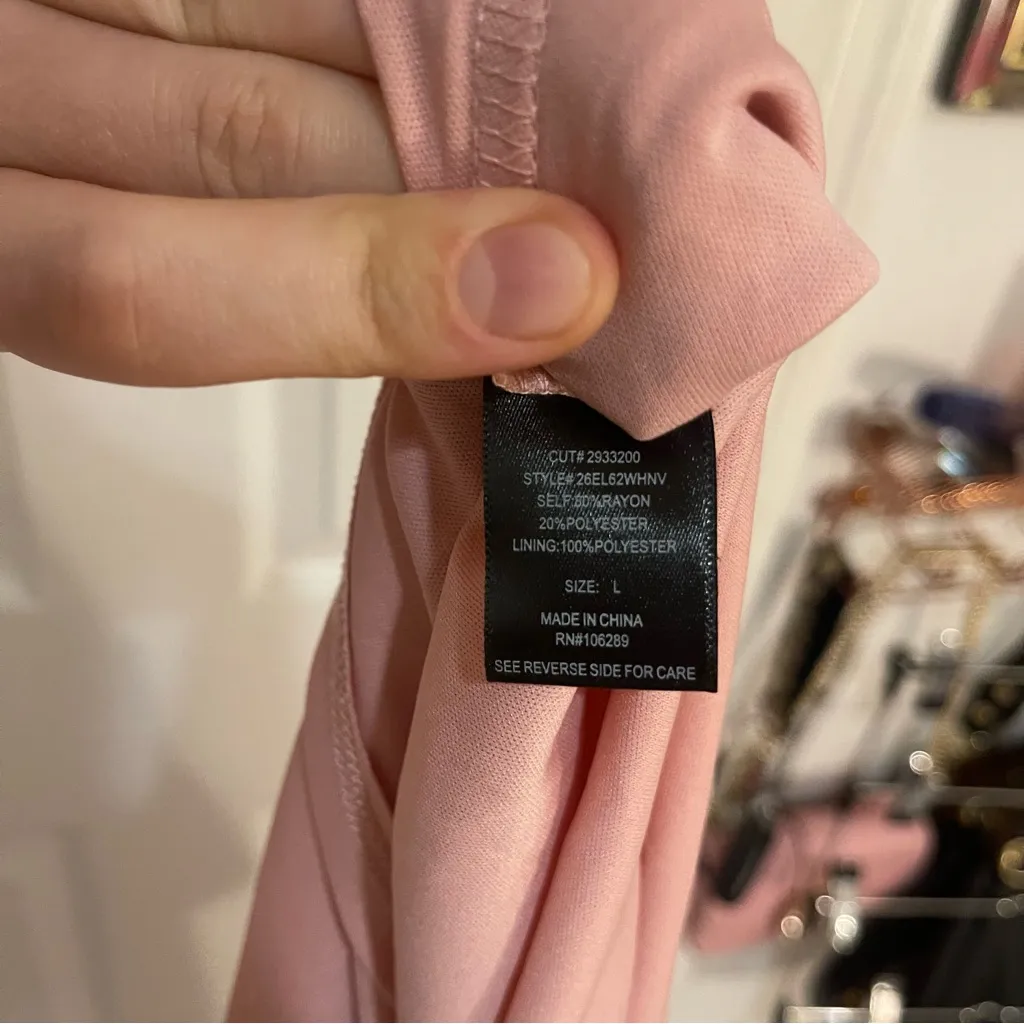 CUT# 2933200
STYLE# 26EL62WHNV
SELF:80%RAYON
20%POLYESTER
LINING:100%POLYESTER
SIZE: L
MADE IN CHINA
RN#106289
SEE REVERSE SIDE FOR CARE